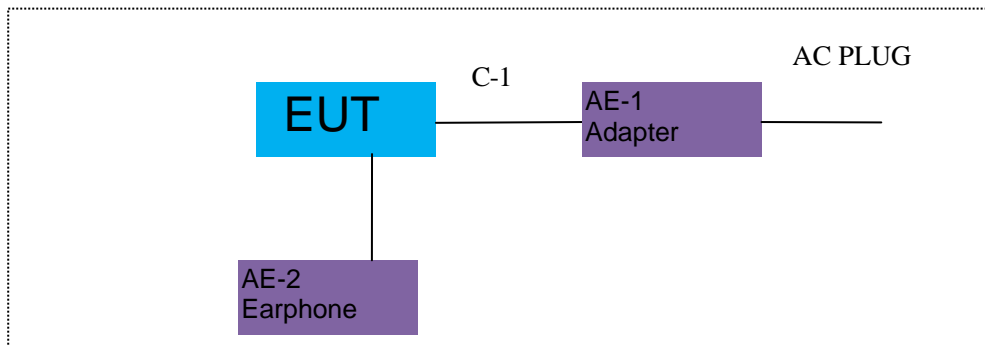 AC PLUG
C-1
EUT
AE-1
Adapter
AE-2
Earphone